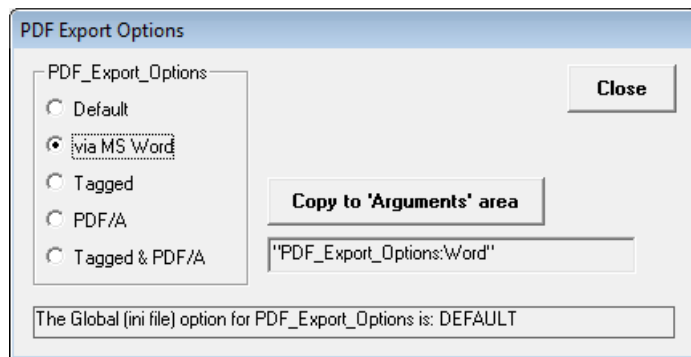 PDF Export Options
PDF_Export_Options
Default
via MS Word
Tagged
PDF/A
Tagged & PDF/A
Close
Copy to 'Arguments' area
"PDF_Export_Options:Word"
The Global (ini file) option for PDF_Export_Options is: DEFAULT